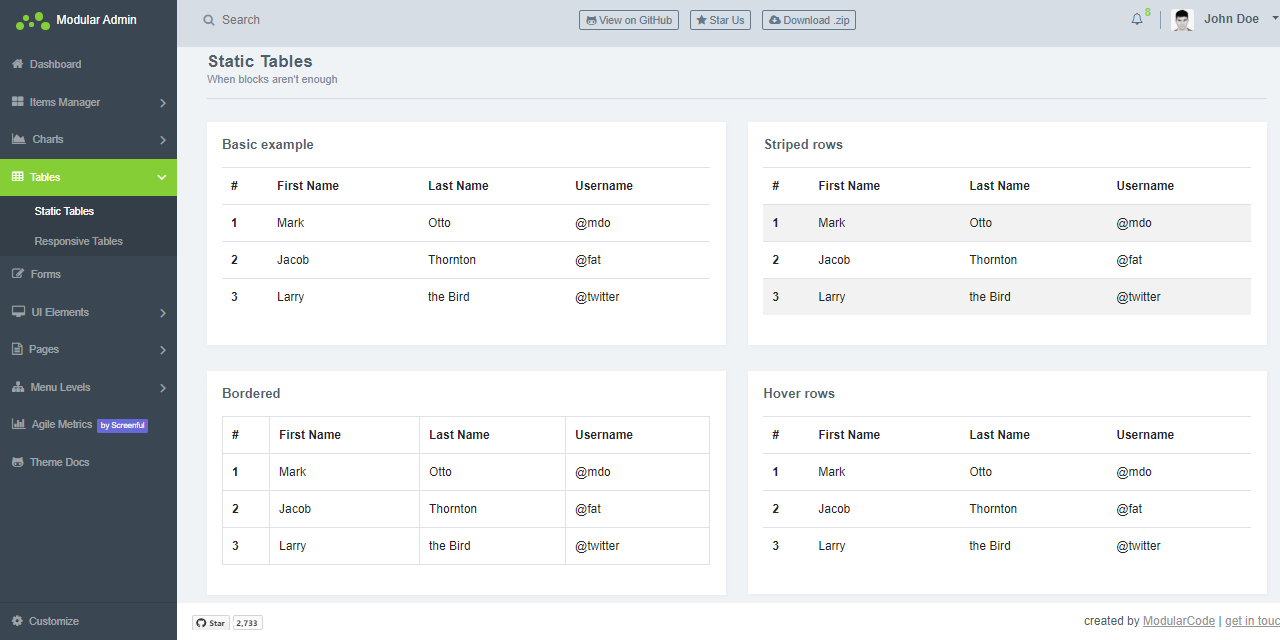 Modular Admin
Search
View on GitHub
Star Us
Download .zip
8
John Doe
Dashboard
Items Manager
Charts
Tables
Static Tables
Responsive Tables
Forms
UI Elements
Pages
Menu Levels
Agile Metrics by Screenful
Theme Docs
Customize
Static Tables
When blocks aren't enough
Basic example
# First Name Last Name Username
1 Mark Otto @mdo
2 Jacob Thornton @fat
3 Larry the Bird @twitter
Striped rows
# First Name Last Name Username
1 Mark Otto @mdo
2 Jacob Thornton @fat
3 Larry the Bird @twitter
Bordered
# First Name Last Name Username
1 Mark Otto @mdo
2 Jacob Thornton @fat
3 Larry the Bird @twitter
Hover rows
# First Name Last Name Username
1 Mark Otto @mdo
2 Jacob Thornton @fat
3 Larry the Bird @twitter
Star 2,733
created by ModularCode | get in touc